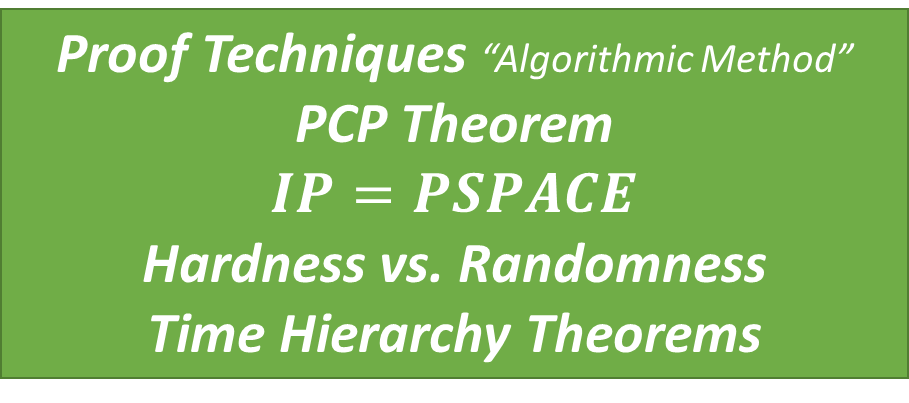 Proof Techniques “Algorithmic Method”
PCP Theorem
IP = PSPACE
Hardness vs. Randomness
Time Hierarchy Theorems